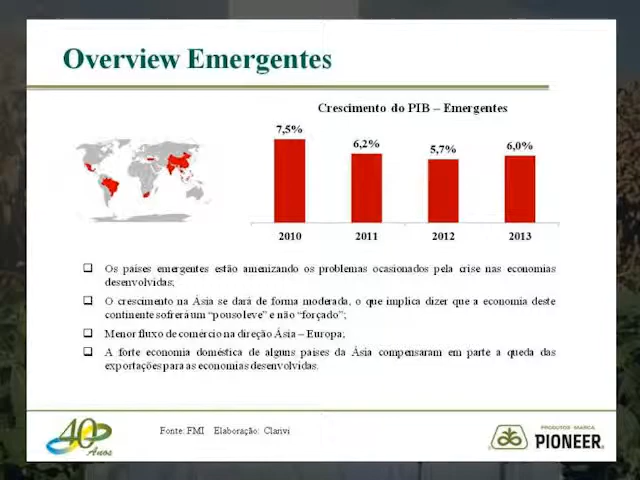 Overview Emergentes
Crescimento do PIB – Emergentes
7,5%
6,2%
5,7%
6,0%
2010 2011 2012 2013
❑ Os países emergentes estão amenizando os problemas ocasionados pela crise nas economias
desenvolvidas;
❑ O crescimento na Ásia se dará de forma moderada, o que implica dizer que a economia deste
continente sofrerá um “pouso leve” e não “forçado”;
❑ Menor fluxo de comércio na direção Ásia – Europa;
❑ A forte economia doméstica de alguns países da Ásia compensaram em parte a queda das
exportações para as economias desenvolvidas.
40
Anos
Fonte: FMI Elaboração: Clarivi
PRODUTOS MARCA
PIONEER